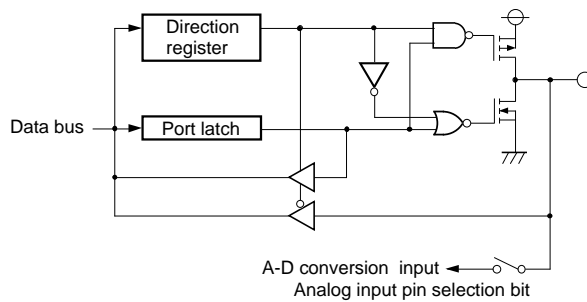 Direction
register
Data bus
Port latch
A-D conversion input
Analog input pin selection bit